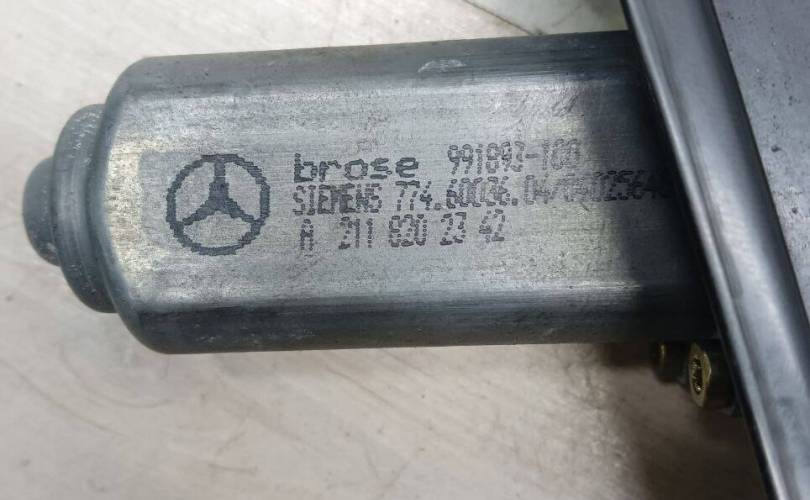 brose 991893-100
SIEMENS 774.60036.04/
A 211 820 23 42